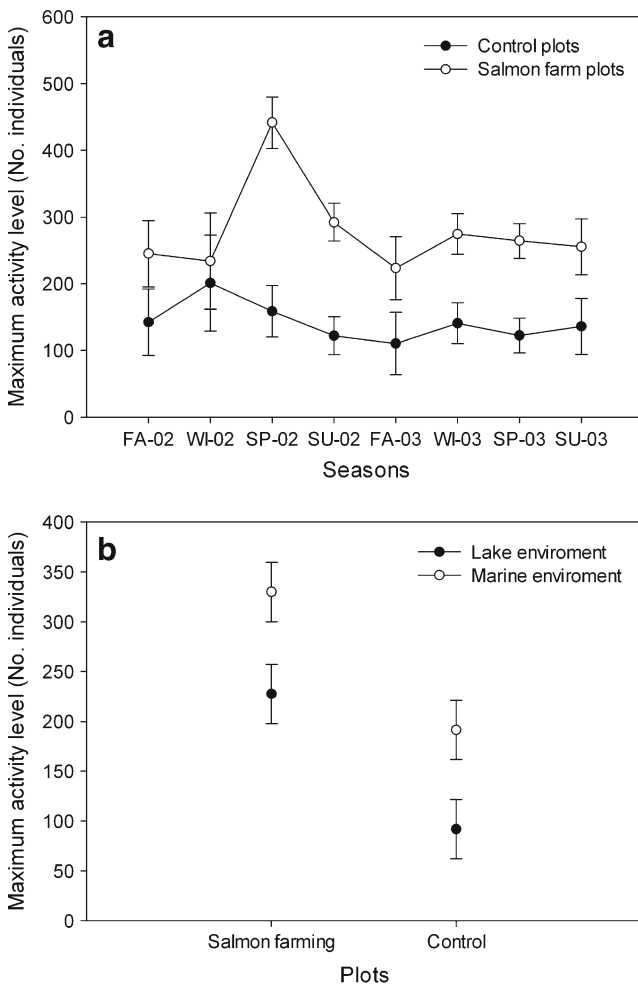 a
Control plots
Salmon farm plots
Maximum activity level (No. individuals)
600
500
400
300
200
100
0
FA-02 WI-02 SP-02 SU-02 FA-03 WI-03 SP-03 SU-03
Seasons
b
Lake enviroment
Marine enviroment
Maximum activity level (No. individuals)
400
350
300
250
200
150
100
50
0
Salmon farming Control
Plots